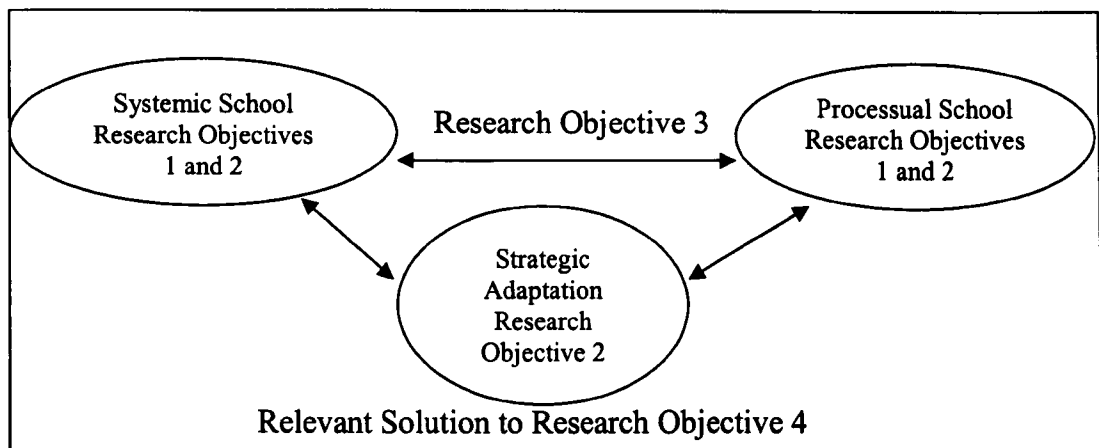 Systemic School
Research Objectives
1 and 2
Research Objective 3
Processual School
Research Objectives
1 and 2
Strategic
Adaptation
Research
Objective 2
Relevant Solution to Research Objective 4